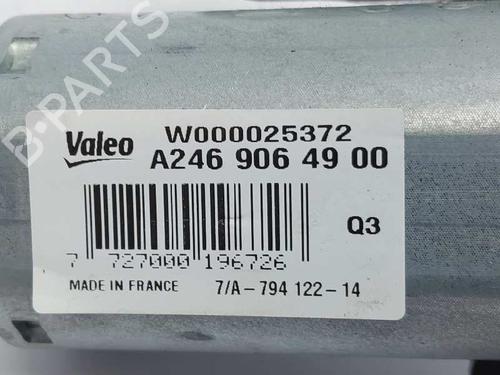 B-PARTS
Valeo
W000025372
A246 906 49 00
Q3
7 727000 196726
MADE IN FRANCE 7/A-794 122-14